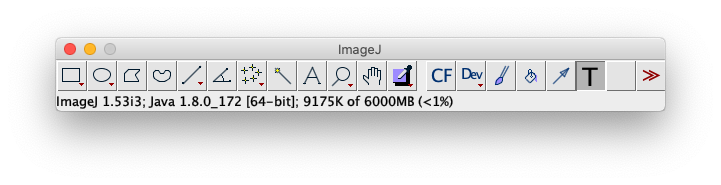 ImageJ
A CF Dev T ≫
ImageJ 1.53i3; Java 1.8.0_172 [64-bit]; 9175K of 6000MB (<1%)